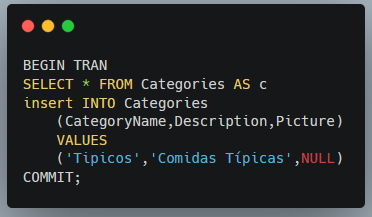 BEGIN TRAN
SELECT * FROM Categories AS c
insert INTO Categories
(CategoryName,Description,Picture)
VALUES
('Tipicos','Comidas Típicas',NULL)
COMMIT;